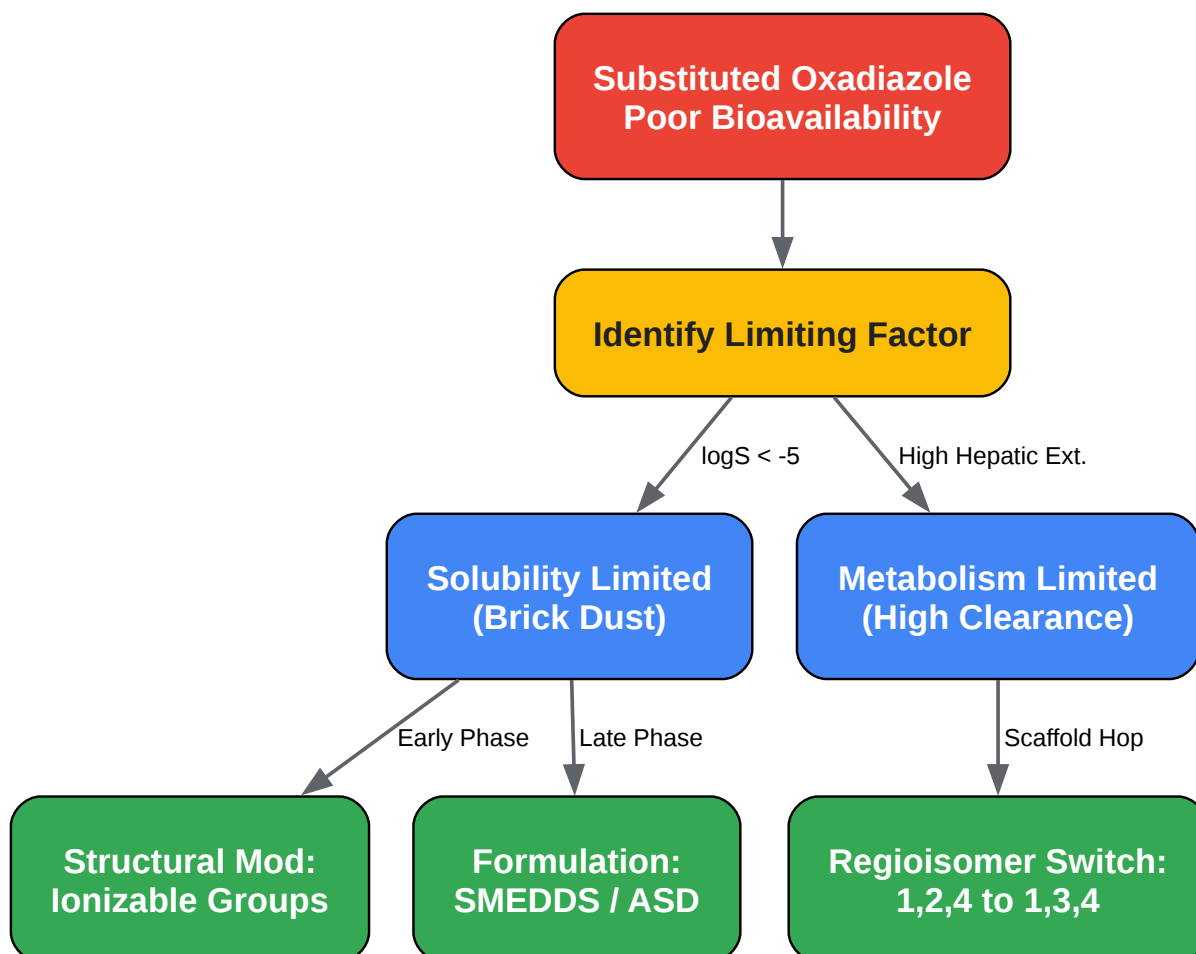 Substituted Oxadiazole
Poor Bioavailability
Identify Limiting Factor
logS < -5
High Hepatic Ext.
Solubility Limited
(Brick Dust)
Metabolism Limited
(High Clearance)
Early Phase
Late Phase
Scaffold Hop
Structural Mod:
Ionizable Groups
Formulation:
SMEDDS / ASD
Regioisomer Switch:
1,2,4 to 1,3,4